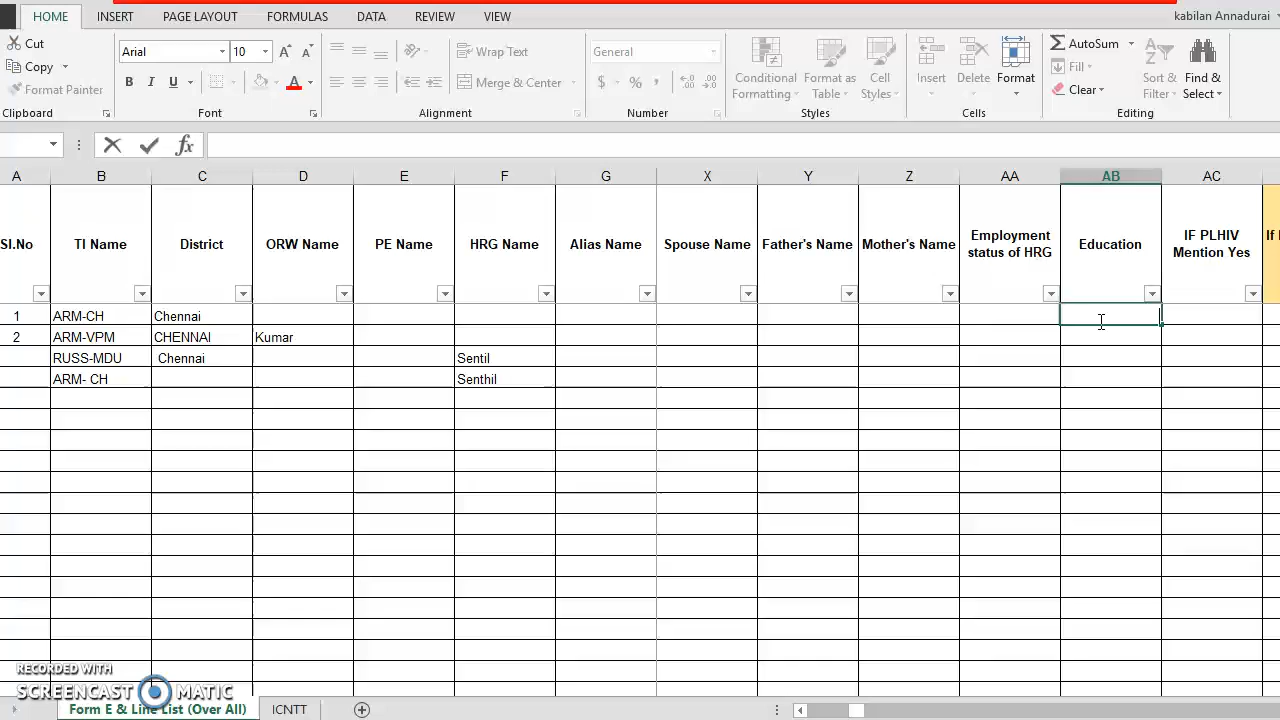 HOME INSERT PAGE LAYOUT FORMULAS DATA REVIEW VIEW kabilan Annadurai
Cut
Copy
Format Painter
Clipboard
Arial 10 A A
B I U A
Font
Wrap Text
Merge & Center
Alignment
General
$ % ,
Number
Conditional Formatting
Format as Table
Cell Styles
Styles
Insert Delete Format
Cells
AutoSum
Fill
Clear
Sort & Filter
Find & Select
Editing
fx
A B C D E F G X Y Z AA AB AC
SI.No TI Name District ORW Name PE Name HRG Name Alias Name Spouse Name Father's Name Mother's Name Employment status of HRG Education IF PLHIV Mention Yes If
1 ARM-CH Chennai
2 ARM-VPM CHENNAI Kumar
RUSS-MDU Chennai Sentil
ARM- CH Senthil
RECORDED WITH
SCREENCAST MATIC
Form E & Line List (Over All) ICNTT